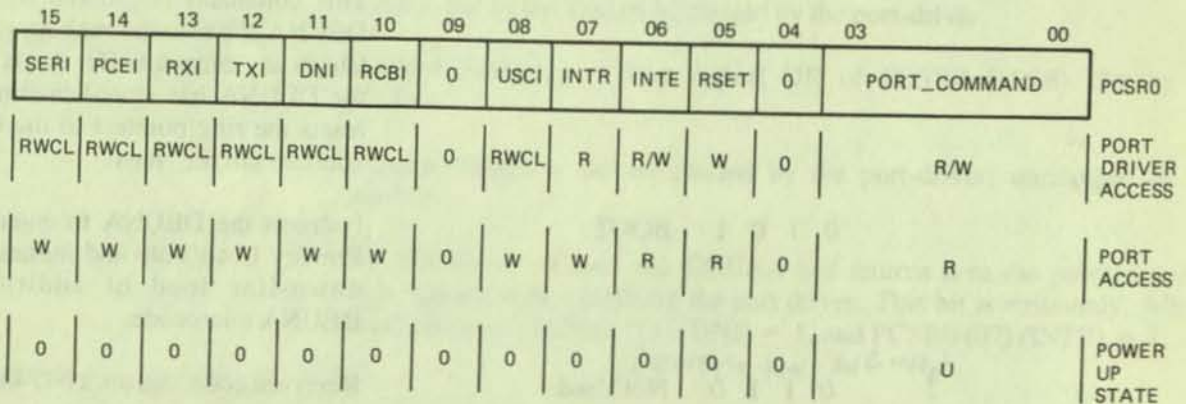 15 14 13 12 11 10 09 08 07 06 05 04 03 00
SERI PCEI RXI TXI DNI RCBI 0 USCI INTR INTE RSET 0 PORT_COMMAND PCSR0
RWCL RWCL RWCL RWCL RWCL RWCL 0 RWCL R R/W W 0 R/W PORT
DRIVER
ACCESS
W W W W W W 0 W W R R 0 R PORT
ACCESS
0 0 0 0 0 0 0 0 0 0 0 0 U POWER
UP
STATE